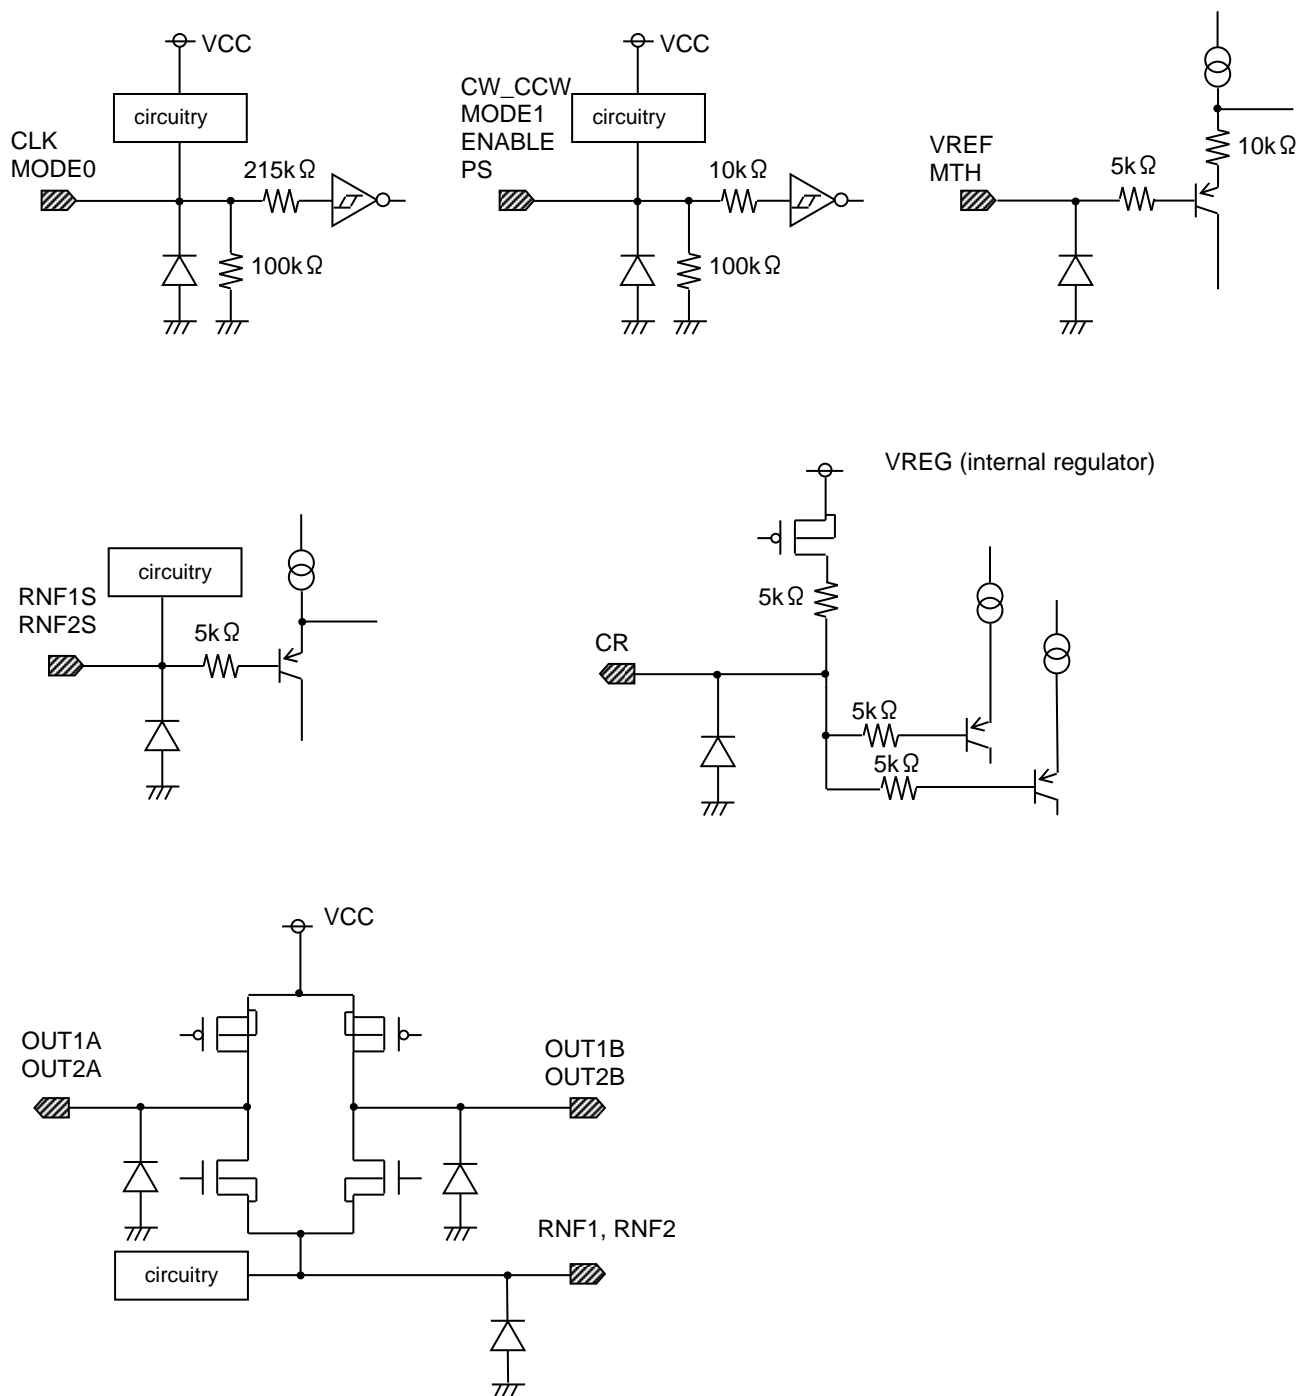 VCC
circuitry
CLK
MODE0
215kΩ
100kΩ
VCC
CW_CCW
MODE1
ENABLE
PS
circuitry
10kΩ
100kΩ
VREF
MTH
5kΩ
10kΩ
circuitry
RNF1S
RNF2S
5kΩ
VREG (internal regulator)
5kΩ
CR
5kΩ
5kΩ
VCC
OUT1A
OUT2A
OUT1B
OUT2B
RNF1, RNF2
circuitry